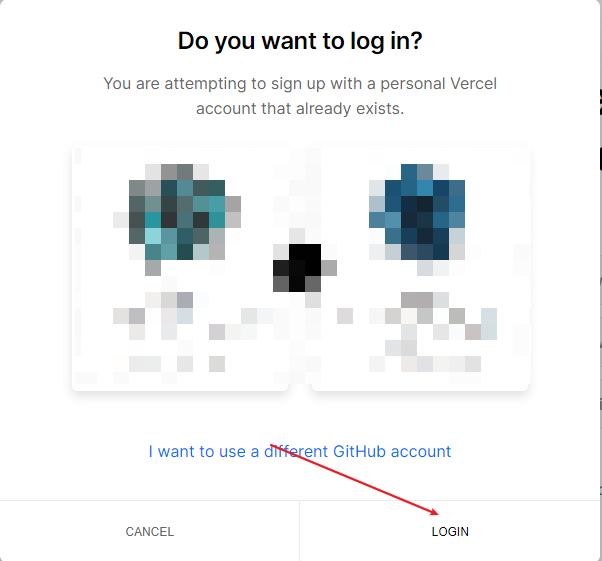 Do you want to log in?
You are attempting to sign up with a personal Vercel
account that already exists.
I want to use a different GitHub account
CANCEL
LOGIN